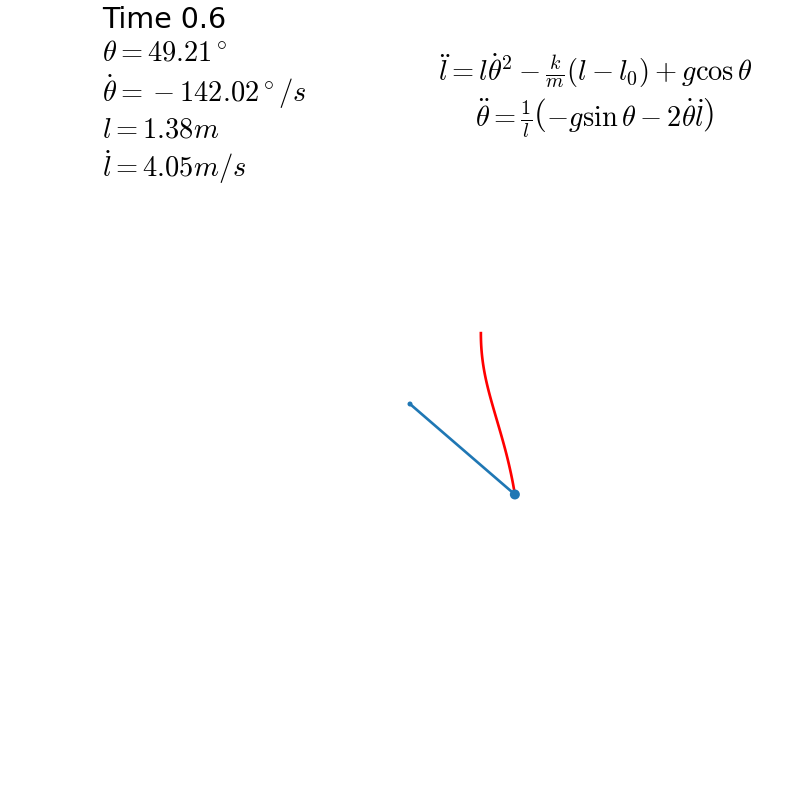 Time 0.6
θ = 49.21°
θ̇ = −142.02°/s
l = 1.38m
l̇ = 4.05m/s
l̈ = lθ̇² − k/m(l − l₀) + g cos θ
θ̈ = 1/l(−g sin θ − 2θ̇l̇)